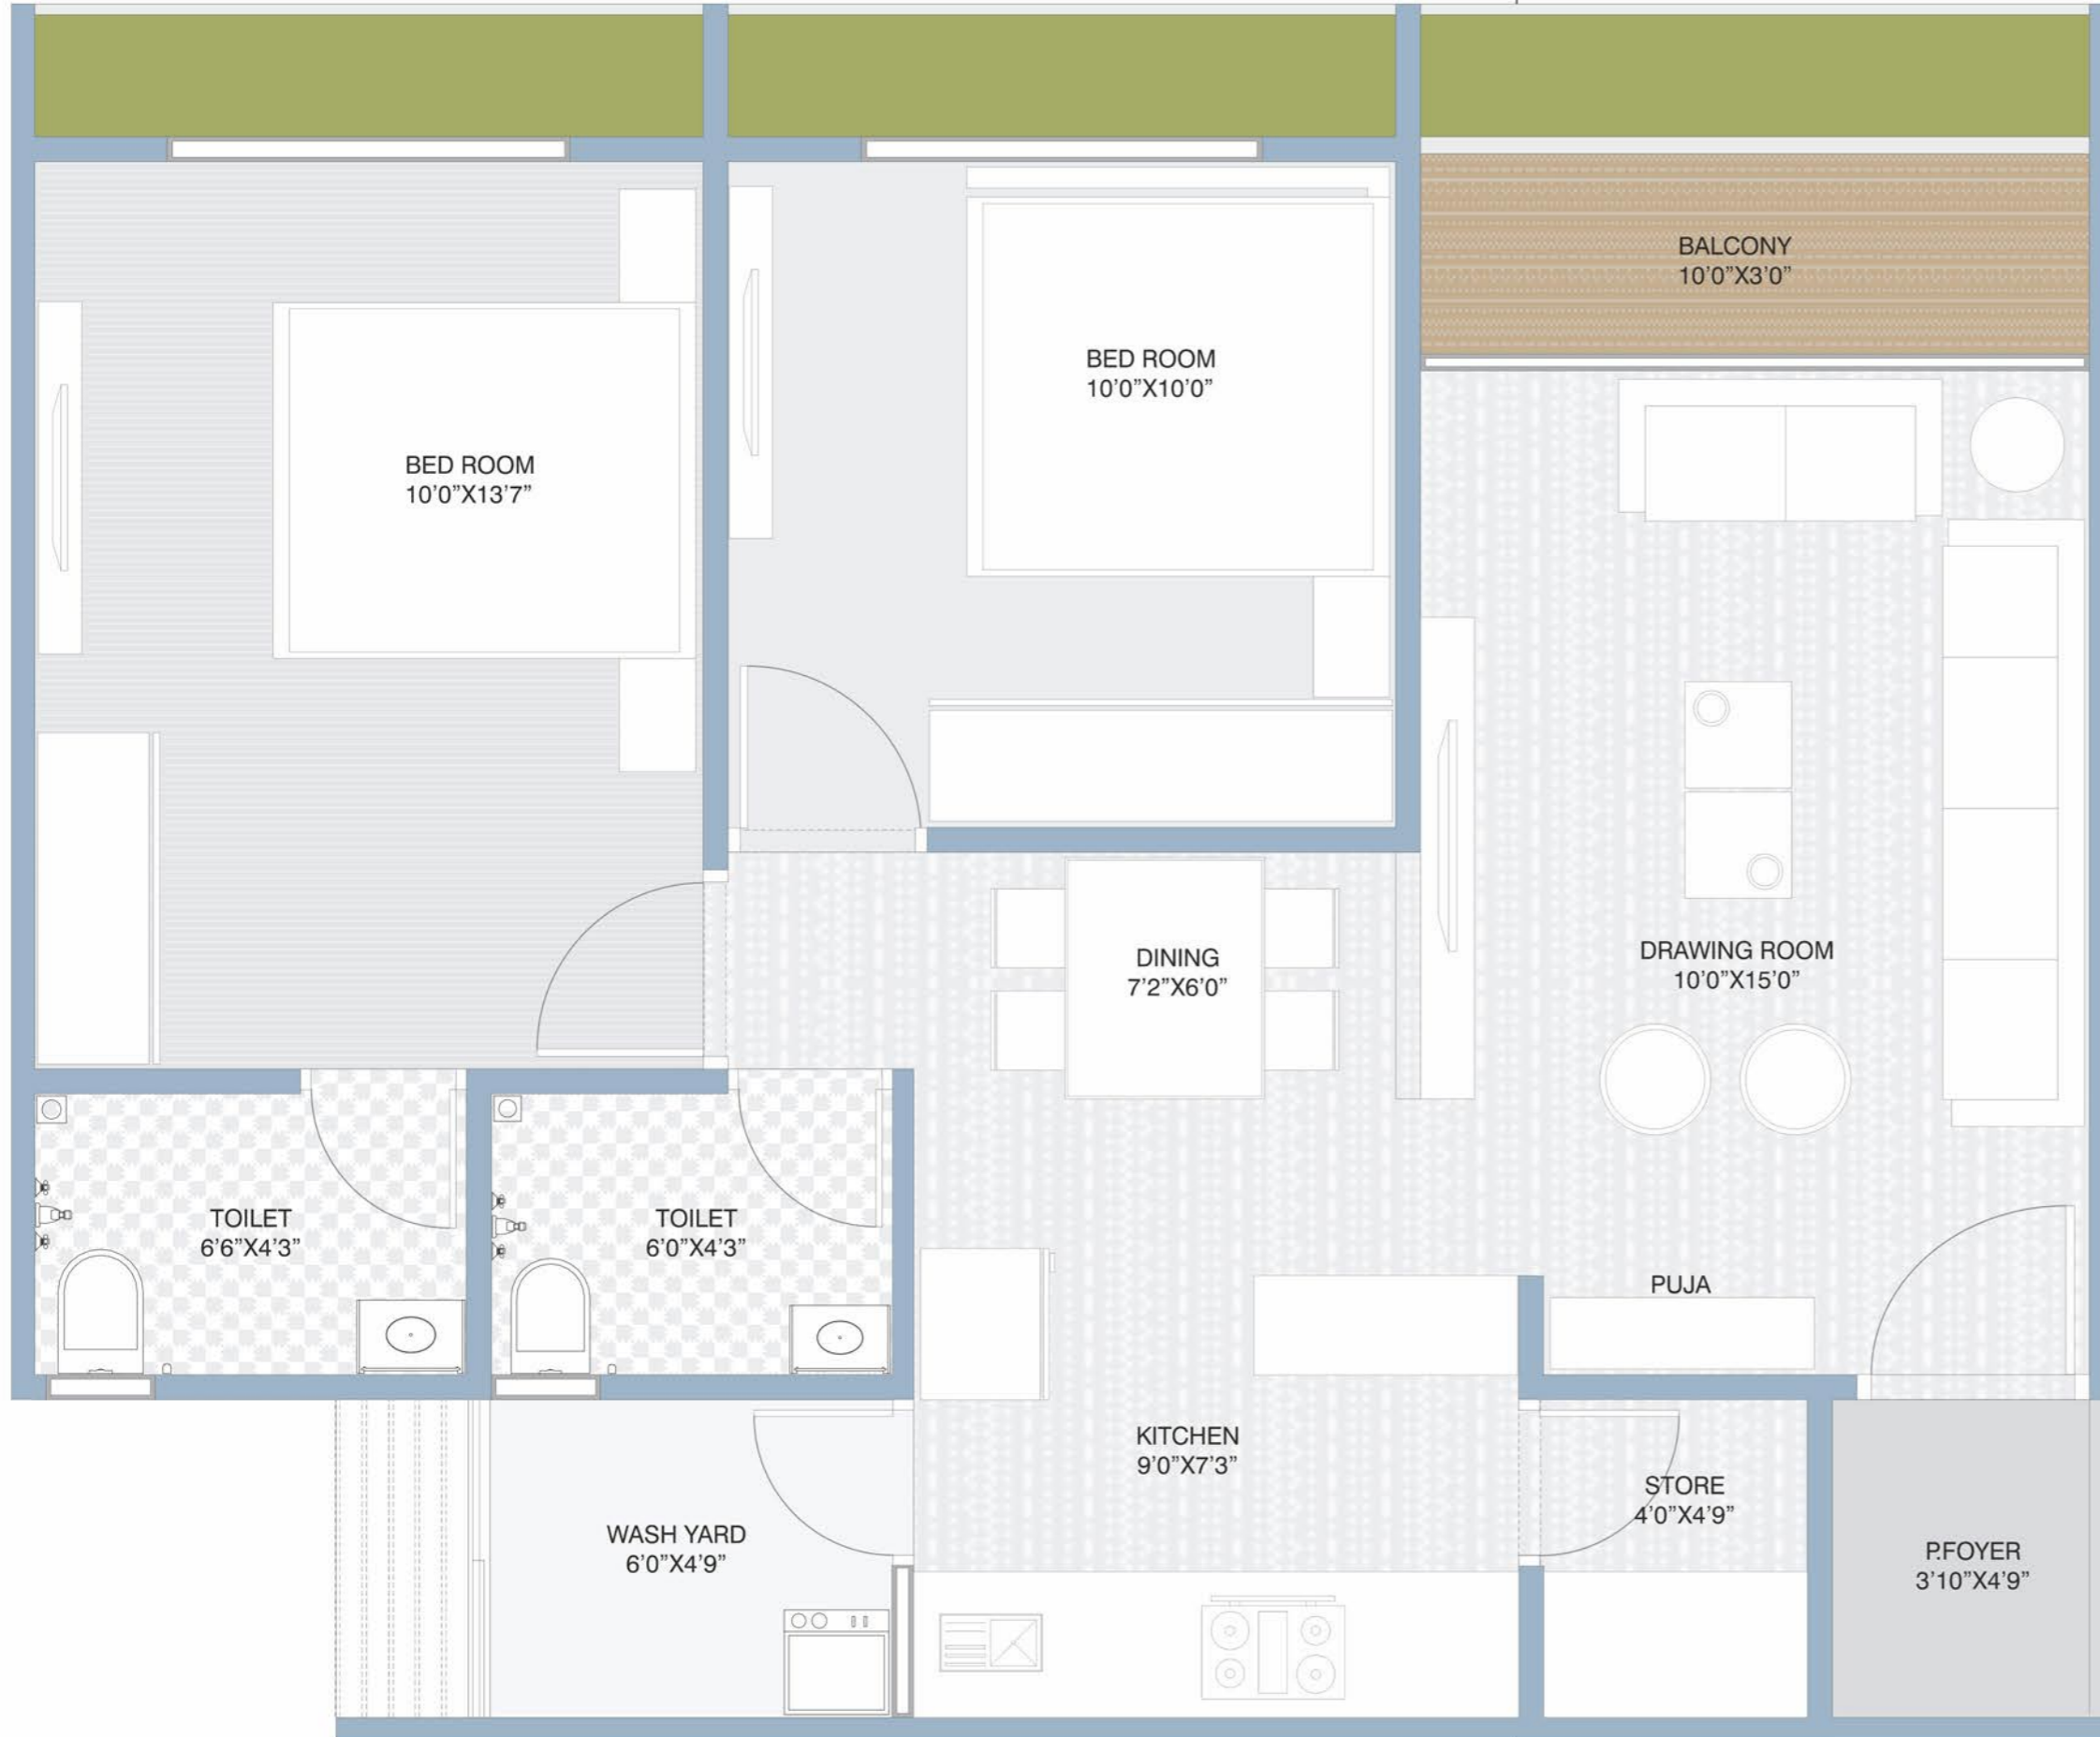 BALCONY
10'0"X3'0"
BED ROOM
10'0"X10'0"
BED ROOM
10'0"X13'7"
DRAWING ROOM
10'0"X15'0"
DINING
7'2"X6'0"
TOILET
6'6"X4'3"
TOILET
6'0"X4'3"
PUJA
KITCHEN
9'0"X7'3"
STORE
4'0"X4'9"
WASH YARD
6'0"X4'9"
P.FOYER
3'10"X4'9"